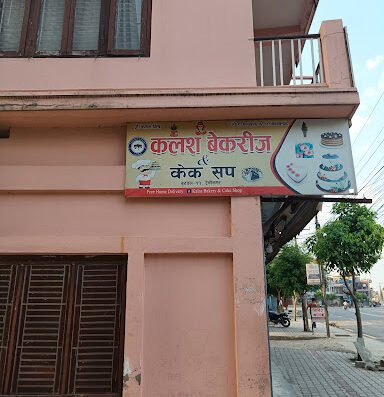 कलश बेकरीज
&
केक सप
Free Home Delivery
Kalas Bakery & Cake Shop